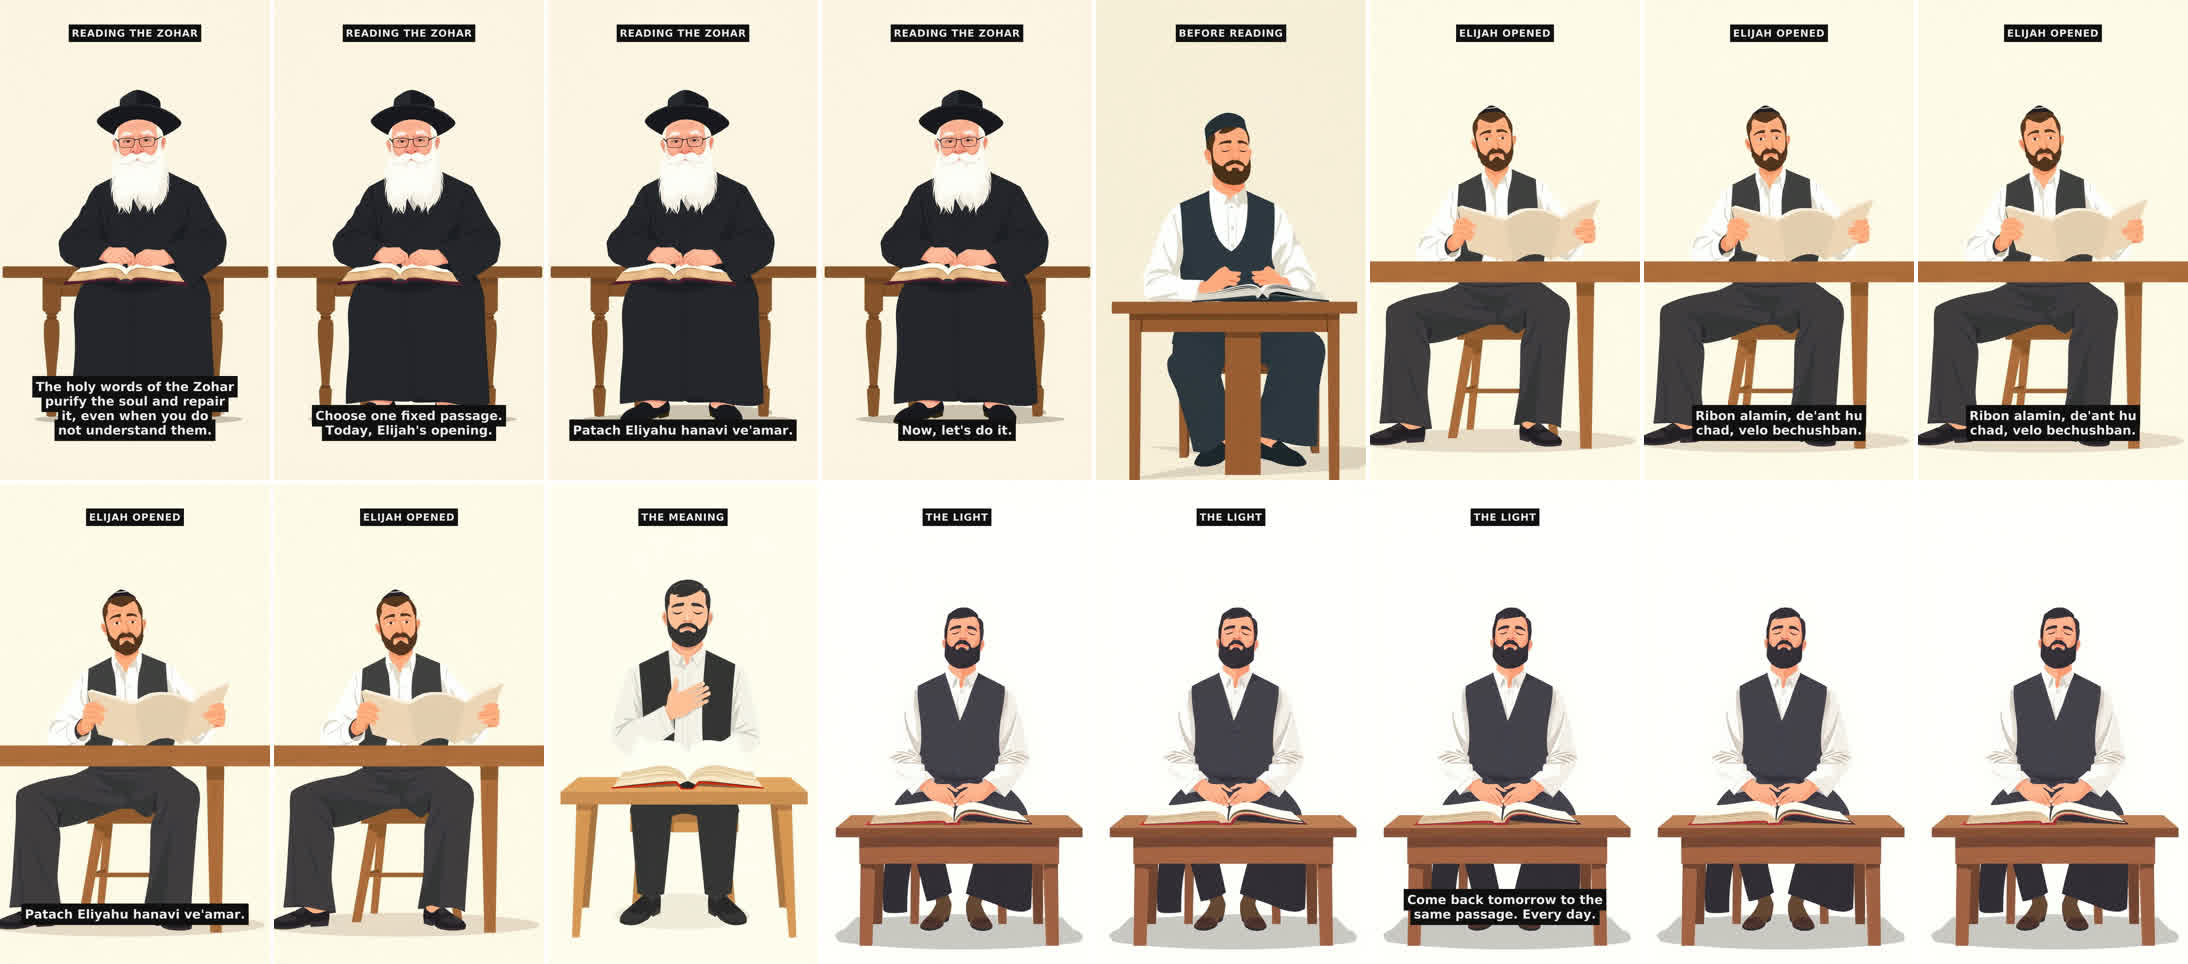 READING THE ZOHAR
The holy words of the Zohar
purify the soul and repair
it, even when you do
not understand them.
READING THE ZOHAR
Choose one fixed passage.
Today, Elijah's opening.
READING THE ZOHAR
Patach Eliyahu hanavi ve'amar.
READING THE ZOHAR
Now, let's do it.
BEFORE READING
ELIJAH OPENED
ELIJAH OPENED
Ribon alamin, de'ant hu
chad, velo bechushban.
ELIJAH OPENED
Ribon alamin, de'ant hu
chad, velo bechushban.
ELIJAH OPENED
Patach Eliyahu hanavi ve'amar.
ELIJAH OPENED
THE MEANING
THE LIGHT
THE LIGHT
THE LIGHT
Come back tomorrow to the
same passage. Every day.